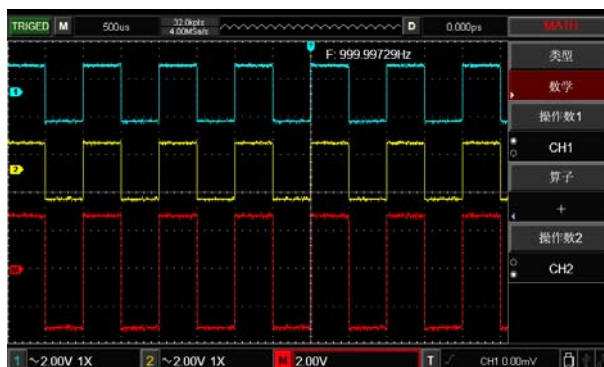 TRIGED M 500us 32.0kpts 4.00MSa/s D 0.000ps MATH
F: 999.99729Hz
类型
数学
操作数1
CH1
算子
+
操作数2
CH2
1
2
M
1 ~2.00V 1X 2 ~2.00V 1X M 2.00V T CH1 0.00mV